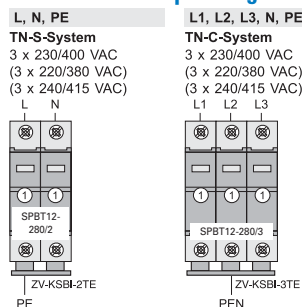 L, N, PE
TN-S-System
3 x 230/400 VAC
(3 x 220/380 VAC)
(3 x 240/415 VAC)
L N
1 1
SPBT12-
280/2
ZV-KSBI-2TE
PE
L1, L2, L3, N, PE
TN-C-System
3 x 230/400 VAC
(3 x 220/380 VAC)
(3 x 240/415 VAC)
L1 L2 L3
1 1 1
SPBT12-280/3
ZV-KSBI-3TE
PEN